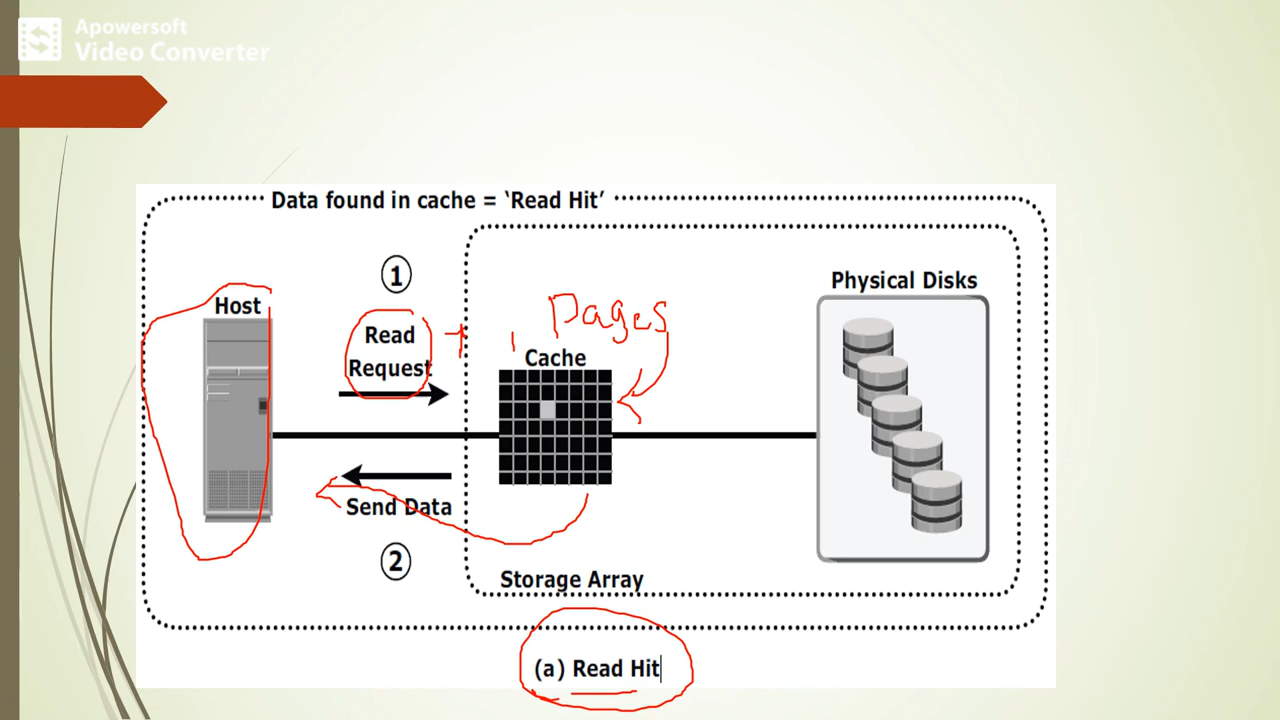 Apowersoft
Video Converter
Data found in cache = ‘Read Hit’
1
Physical Disks
Host
Pages
Read
Request
Cache
Send Data
2
Storage Array
(a) Read Hit